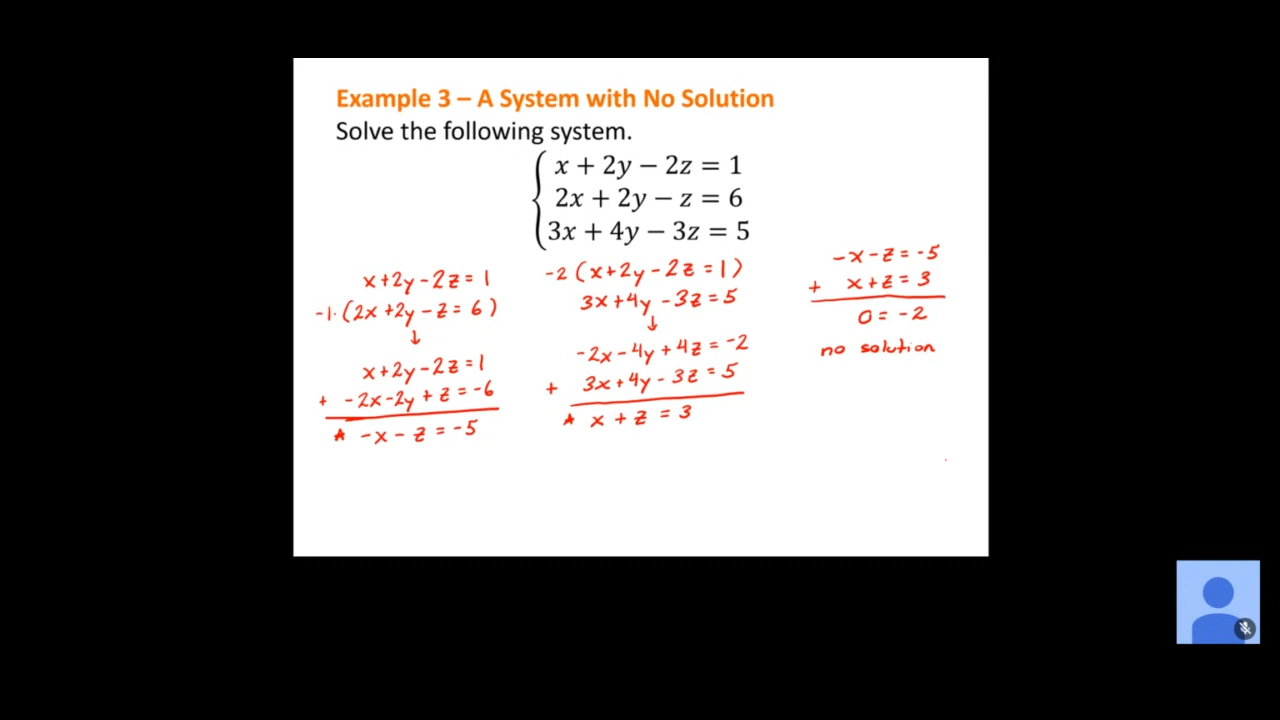 Example 3 – A System with No Solution
Solve the following system.
x + 2y − 2z = 1
2x + 2y − z = 6
3x + 4y − 3z = 5
x+2y-2z=1
-1·(2x+2y-z=6)
↓
x+2y-2z=1
+ -2x-2y+z=-6
★ -x-z=-5
-2(x+2y-2z=1)
3x+4y-3z=5
↓
-2x-4y+4z=-2
+ 3x+4y-3z=5
★ x+z=3
-x-z=-5
+ x+z=3
0=-2
no solution